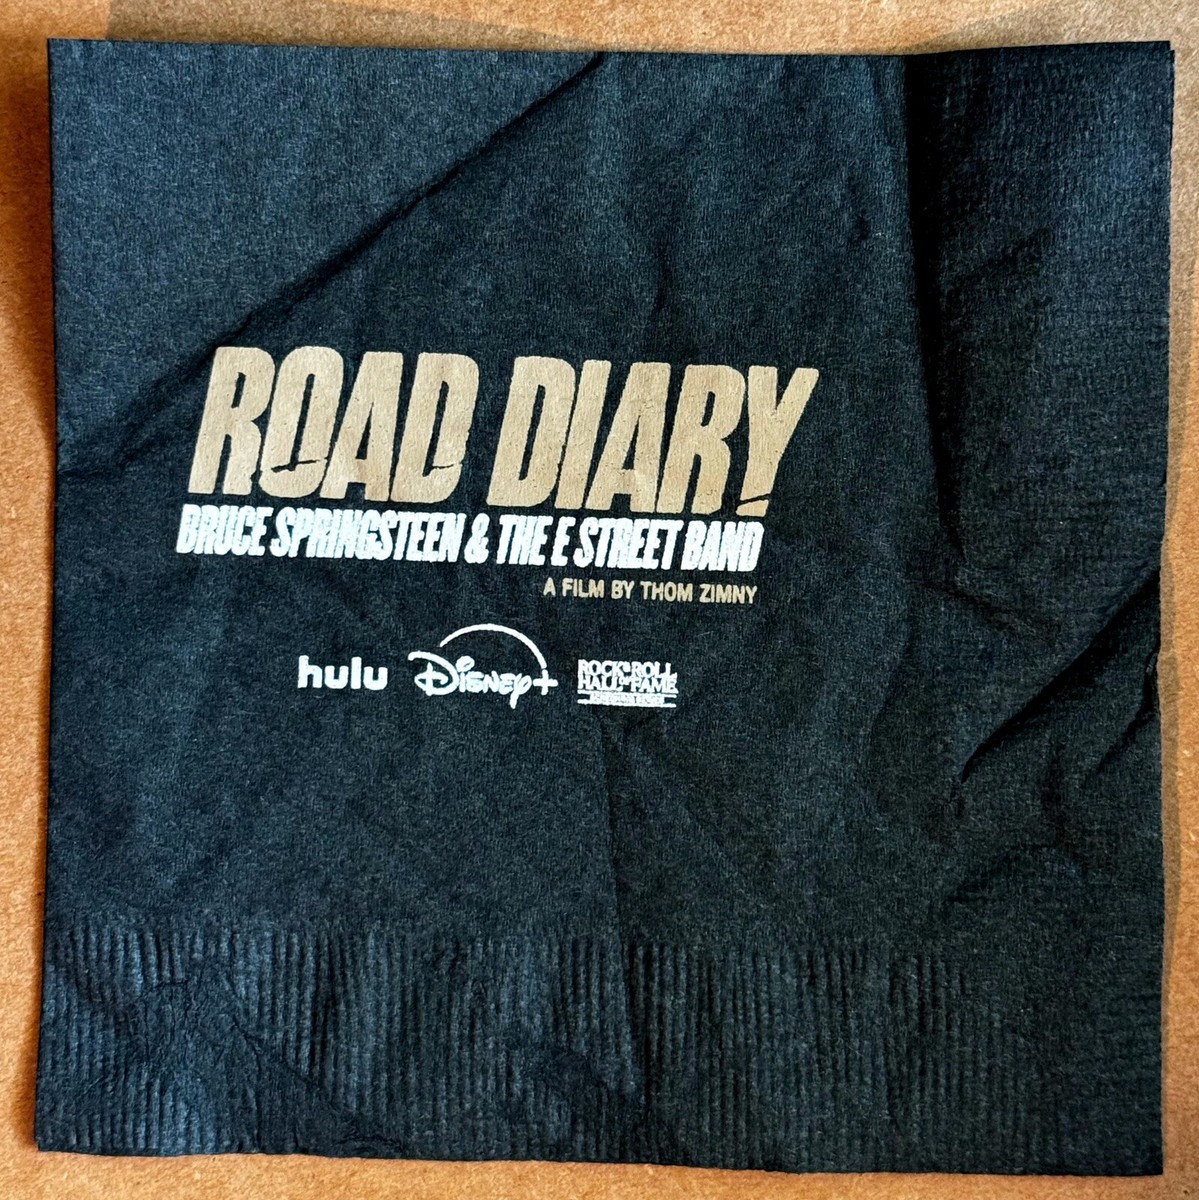 ROAD DIARY
BRUCE SPRINGSTEEN & THE E STREET BAND
A FILM BY THOM ZIMNY
hulu Disney+ ROCK & ROLL
HALL OF FAME